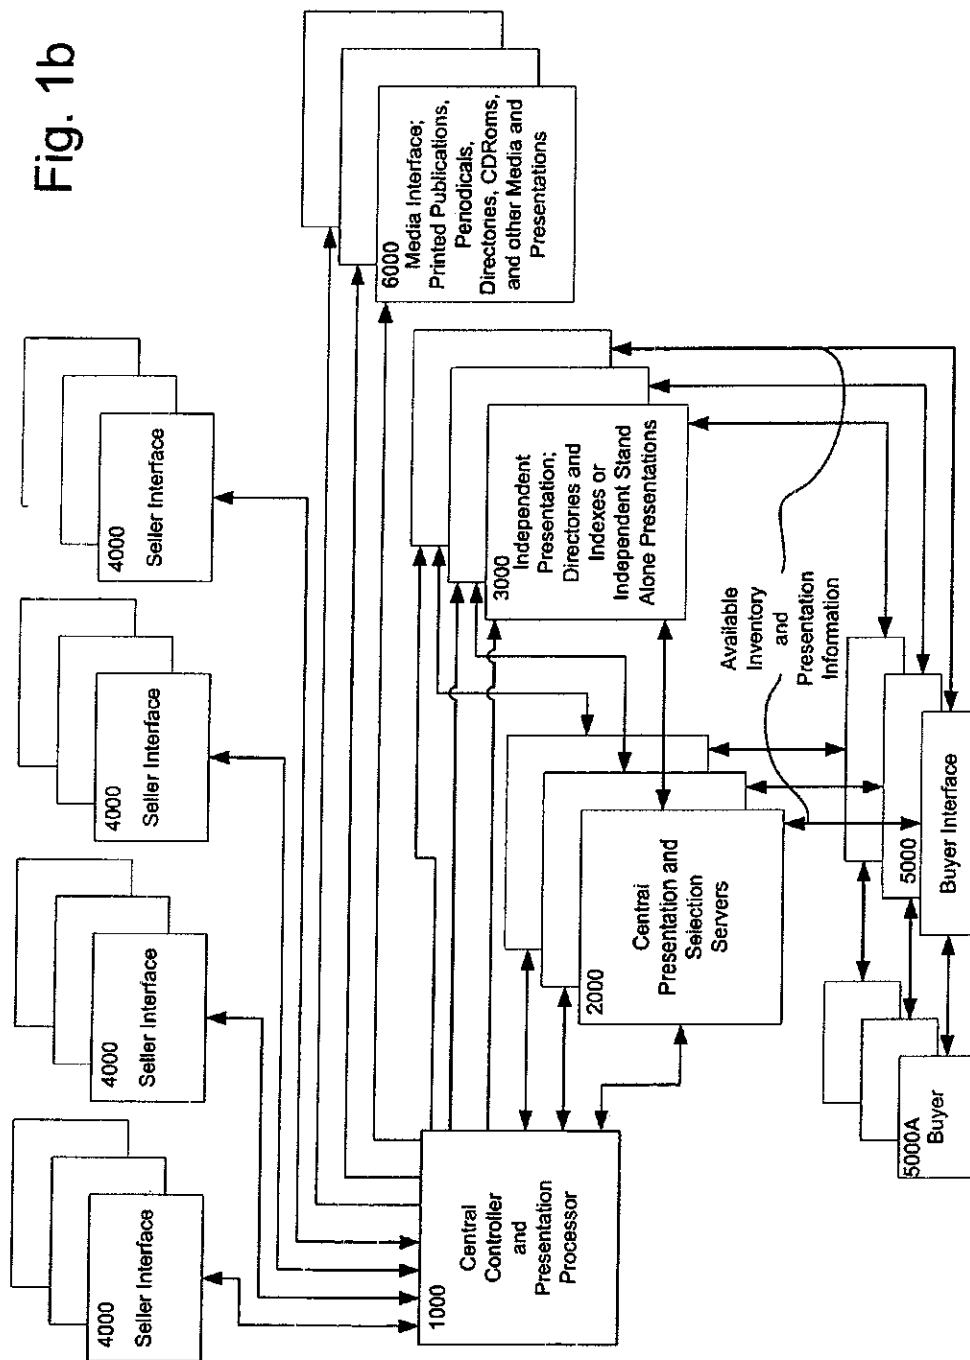 Fig. 1b
4000
Seller Interface
4000
Seller Interface
4000
Seller Interface
4000
Seller Interface
6000
Media Interface;
Printed Publications,
Periodicals,
Directories, CDRoms,
and other Media and
Presentations
1000
Central
Controller
and
Presentation
Processor
3000
Independent
Presentation;
Directories and
Indexes or
Independent Stand
Alone Presentations
2000
Central
Presentation and
Selection
Servers
Available
Inventory
and
Presentation
Information
5000A
Buyer
5000
Buyer Interface